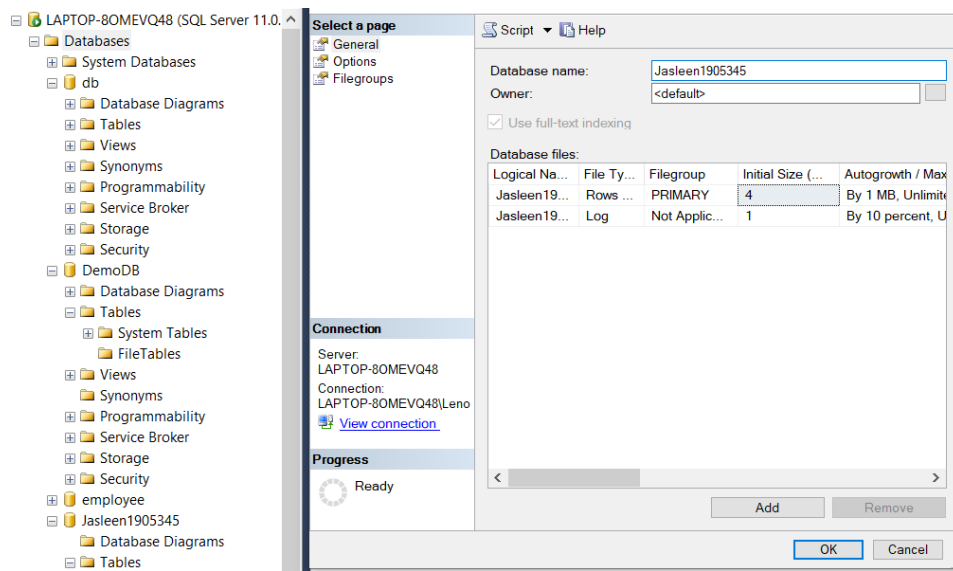 LAPTOP-8OMEVQ48 (SQL Server 11.0.
Databases
System Databases
db
Database Diagrams
Tables
Views
Synonyms
Programmability
Service Broker
Storage
Security
DemoDB
Database Diagrams
Tables
System Tables
FileTables
Views
Synonyms
Programmability
Service Broker
Storage
Security
employee
Jasleen1905345
Database Diagrams
Tables
Select a page
General
Options
Filegroups
Connection
Server:
LAPTOP-8OMEVQ48
Connection:
LAPTOP-8OMEVQ48\Leno
View connection
Progress
Ready
Script Help
Database name: Jasleen1905345
Owner: <default>
Use full-text indexing
Database files:
Logical Na... File Ty... Filegroup Initial Size (... Autogrowth / Max
Jasleen19... Rows ... PRIMARY 4 By 1 MB, Unlimite
Jasleen19... Log Not Applic... 1 By 10 percent, U
Add Remove
OK Cancel